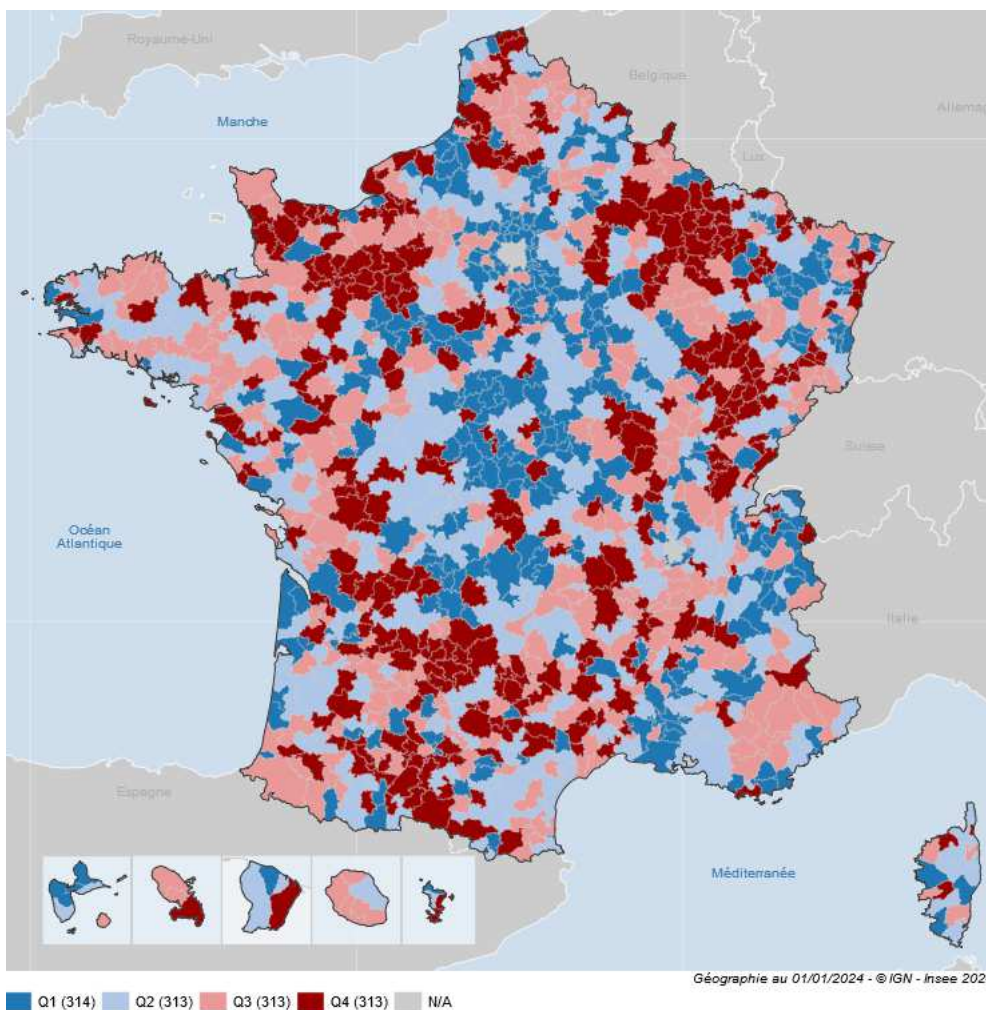 Royaume-Uni
Belgique
Allemag
Manche
Lux
Suisse
Océan
Atlantique
Italie
Espagne
Méditerranée
Géographie au 01/01/2024 - © IGN - Insee 202
Q1 (314) Q2 (313) Q3 (313) Q4 (313) N/A